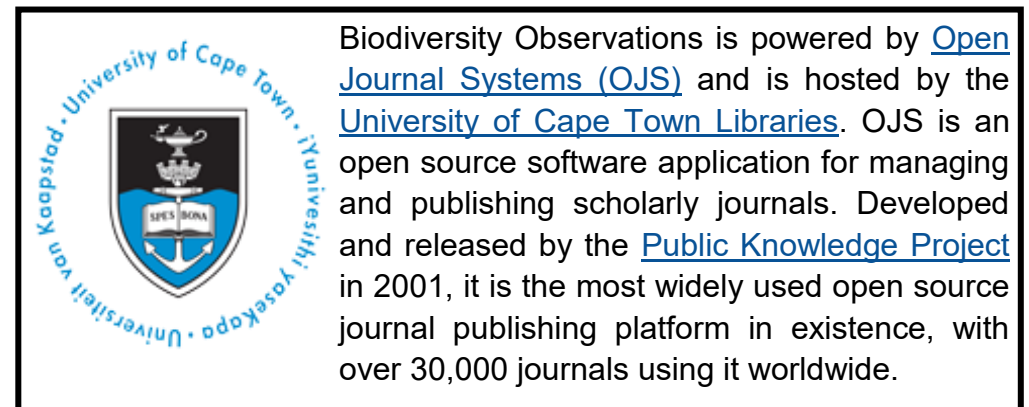 University of Cape Town · iYunivesithi yaseKapa · Universiteit van Kaapstad ·
SPES BONA
Biodiversity Observations is powered by Open
Journal Systems (OJS) and is hosted by the
University of Cape Town Libraries. OJS is an
open source software application for managing
and publishing scholarly journals. Developed
and released by the Public Knowledge Project
in 2001, it is the most widely used open source
journal publishing platform in existence, with
over 30,000 journals using it worldwide.